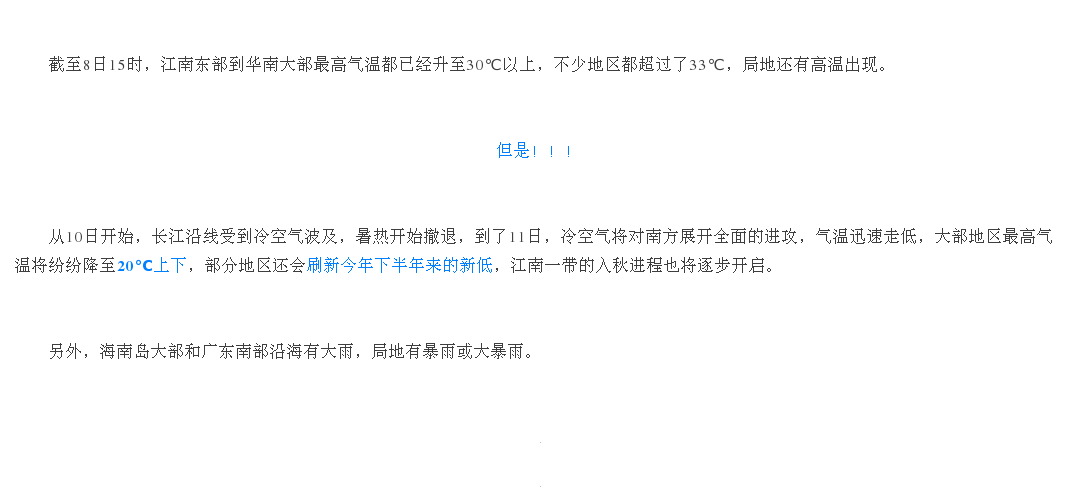 截至8日15时，江南东部到华南大部最高气温都已经升至30℃以上，不少地区都超过了33℃，局地还有高温出现。
但是！！！
从10日开始，长江沿线受到冷空气波及，暑热开始撤退，到了11日，冷空气将对南方展开全面的进攻，气温迅速走低，大部地区最高气
温将纷纷降至20℃上下，部分地区还会刷新今年下半年来的新低，江南一带的入秋进程也将逐步开启。
另外，海南岛大部和广东南部沿海有大雨，局地有暴雨或大暴雨。